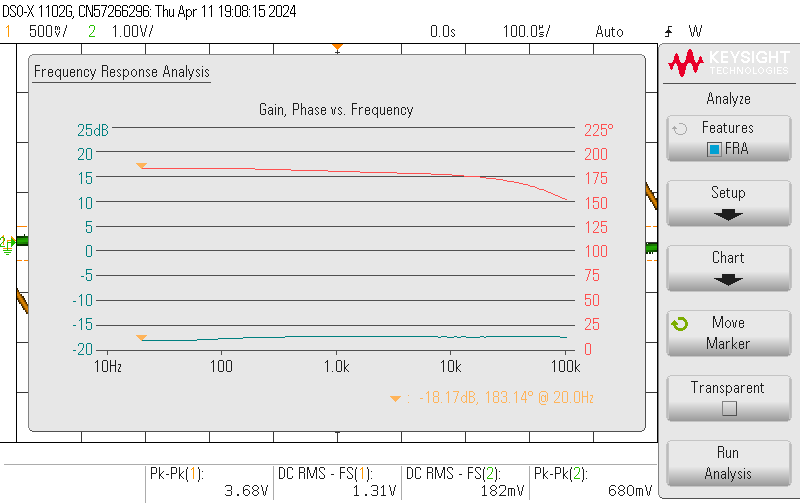 DSO-X 1102G, CN57266296: Thu Apr 11 19:08:15 2024
1 500mV/ 2 1.00V/ 0.0s 100.0s/ Auto W
KEYSIGHT
TECHNOLOGIES
Frequency Response Analysis
Gain, Phase vs. Frequency
25dB 225°
20 200
15 175
10 150
5 125
0 100
-5 75
-10 50
-15 25
-20 0
10Hz 100 1.0k 10k 100k
: -18.17dB, 183.14° @ 20.0Hz
Analyze
Features
FRA
Setup
Chart
Move
Marker
Transparent
Run
Analysis
Pk-Pk(1): DC RMS - FS(1): DC RMS - FS(2): Pk-Pk(2):
3.68V 1.31V 182mV 680mV